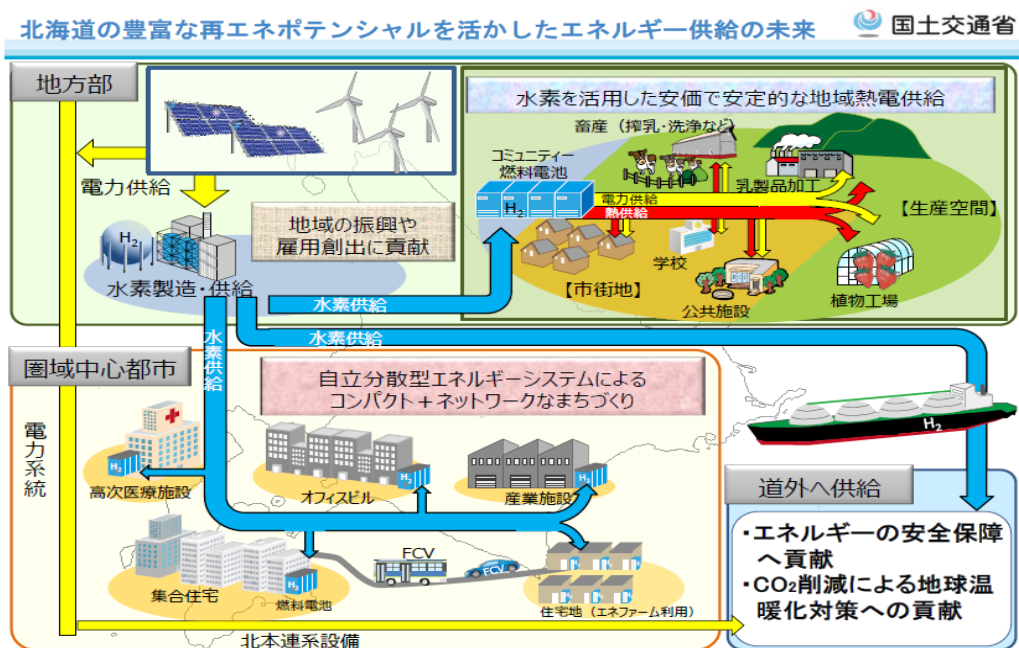 北海道の豊富な再エネポテンシャルを活かしたエネルギー供給の未来
国土交通省
地方部
水素を活用した安価で安定的な地域熱電供給
畜産（搾乳・洗浄など）
コミュニティー
燃料電池
乳製品加工
電力供給
H2
電力供給
熱供給
【生産空間】
地域の振興や
雇用創出に貢献
H2
学校
水素製造・供給
【市街地】
植物工場
水素供給
公共施設
水素供給
水素供給
圏域中心都市
自立分散型エネルギーシステムによる
コンパクト＋ネットワークなまちづくり
H2
電力系統
H2
H2
H2
高次医療施設
オフィスビル
産業施設
道外へ供給
・エネルギーの安全保障
へ貢献
・CO2削減による地球温
暖化対策への貢献
FCV
FCV
H2
集合住宅
燃料電池
住宅地（エネファーム利用）
北本連系設備